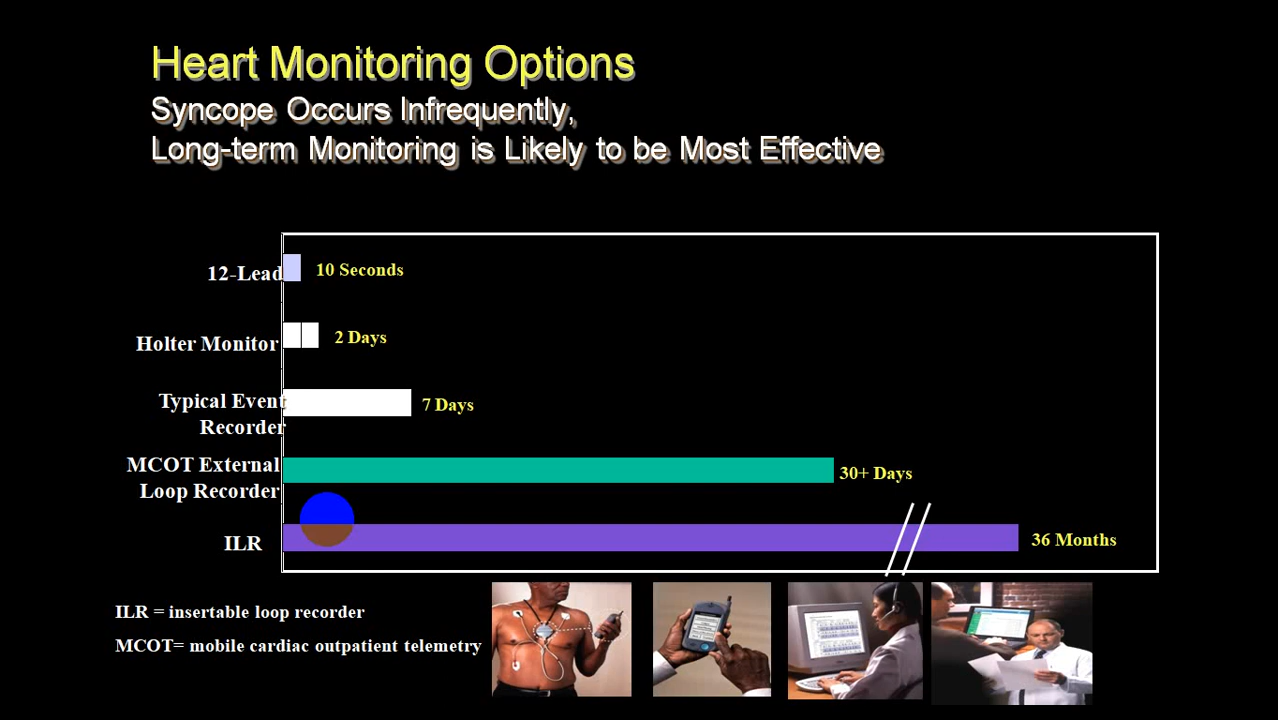 Heart Monitoring Options
Syncope Occurs Infrequently,
Long-term Monitoring is Likely to be Most Effective
12-Lead
10 Seconds
Holter Monitor
2 Days
Typical Event
Recorder
7 Days
MCOT External
Loop Recorder
30+ Days
ILR
36 Months
ILR = insertable loop recorder
MCOT= mobile cardiac outpatient telemetry